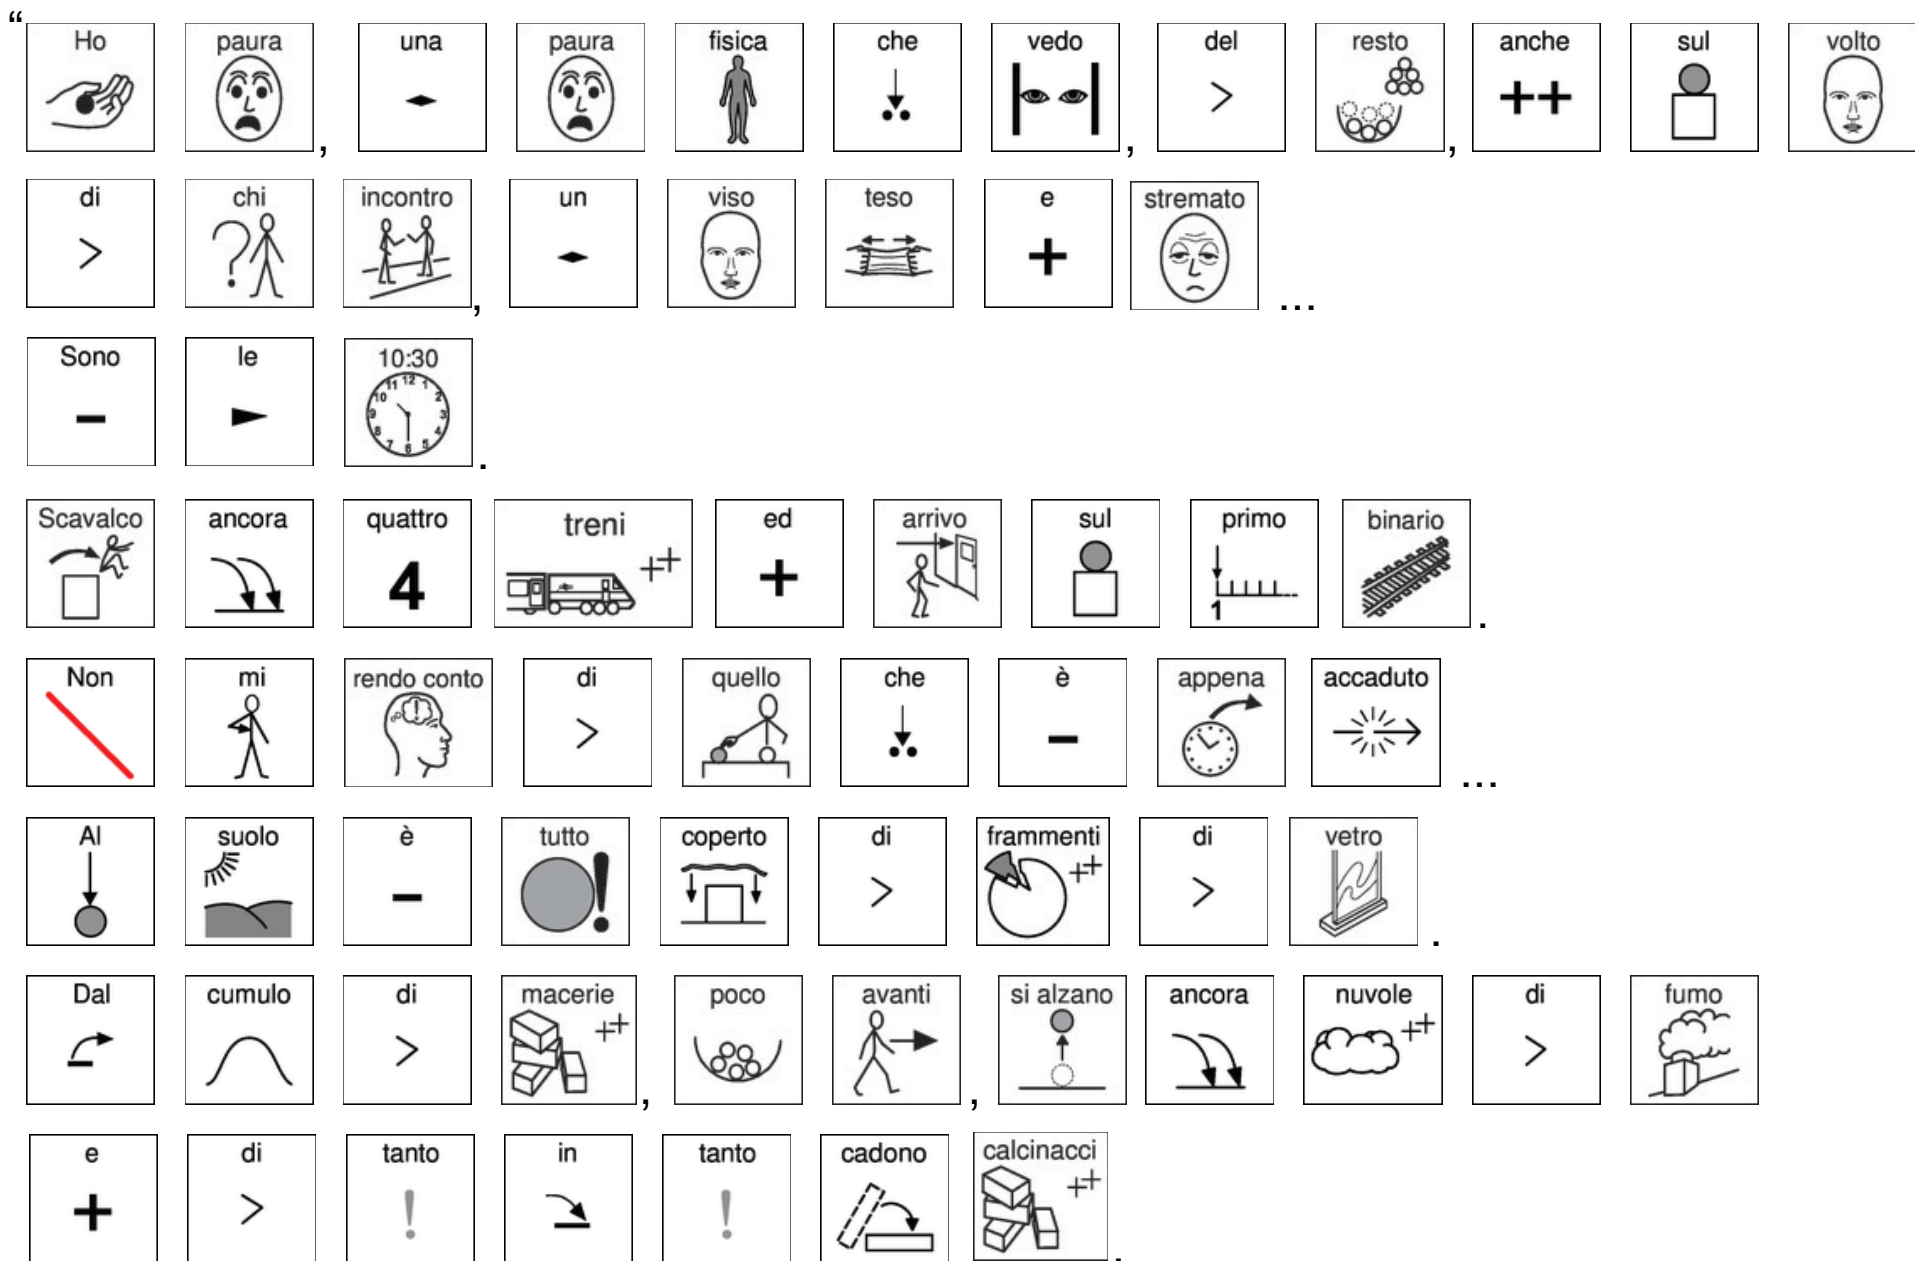 “Ho paura, una paura fisica che vedo, del resto, anche sul volto
di chi incontro, un viso teso e stremato ...
Sono le 10:30.
Scavalco ancora quattro treni ed arrivo sul primo binario.
Non mi rendo conto di quello che è appena accaduto ...
Al suolo è tutto coperto di frammenti di vetro.
Dal cumulo di macerie poco, avanti, si alzano ancora nuvole di fumo
e di tanto in tanto cadono calcinacci.